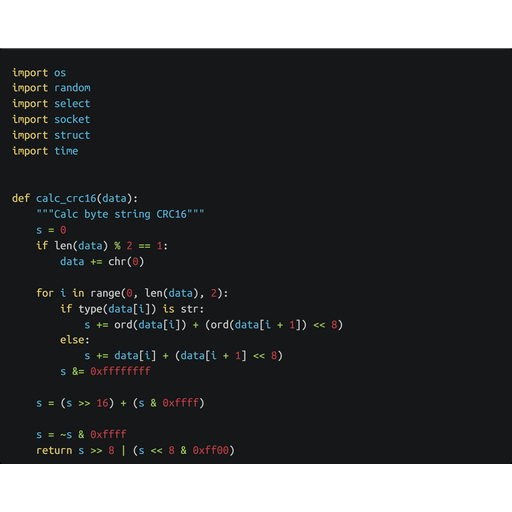 import os
import random
import select
import socket
import struct
import time
def calc_crc16(data):
    """Calc byte string CRC16"""
    s = 0
    if len(data) % 2 == 1:
        data += chr(0)
    for i in range(0, len(data), 2):
        if type(data[i]) is str:
            s += ord(data[i]) + (ord(data[i + 1]) << 8)
        else:
            s += data[i] + (data[i + 1] << 8)
        s &= 0xffffffff
    s = (s >> 16) + (s & 0xffff)
    s = ~s & 0xffff
    return s >> 8 | (s << 8 & 0xff00)